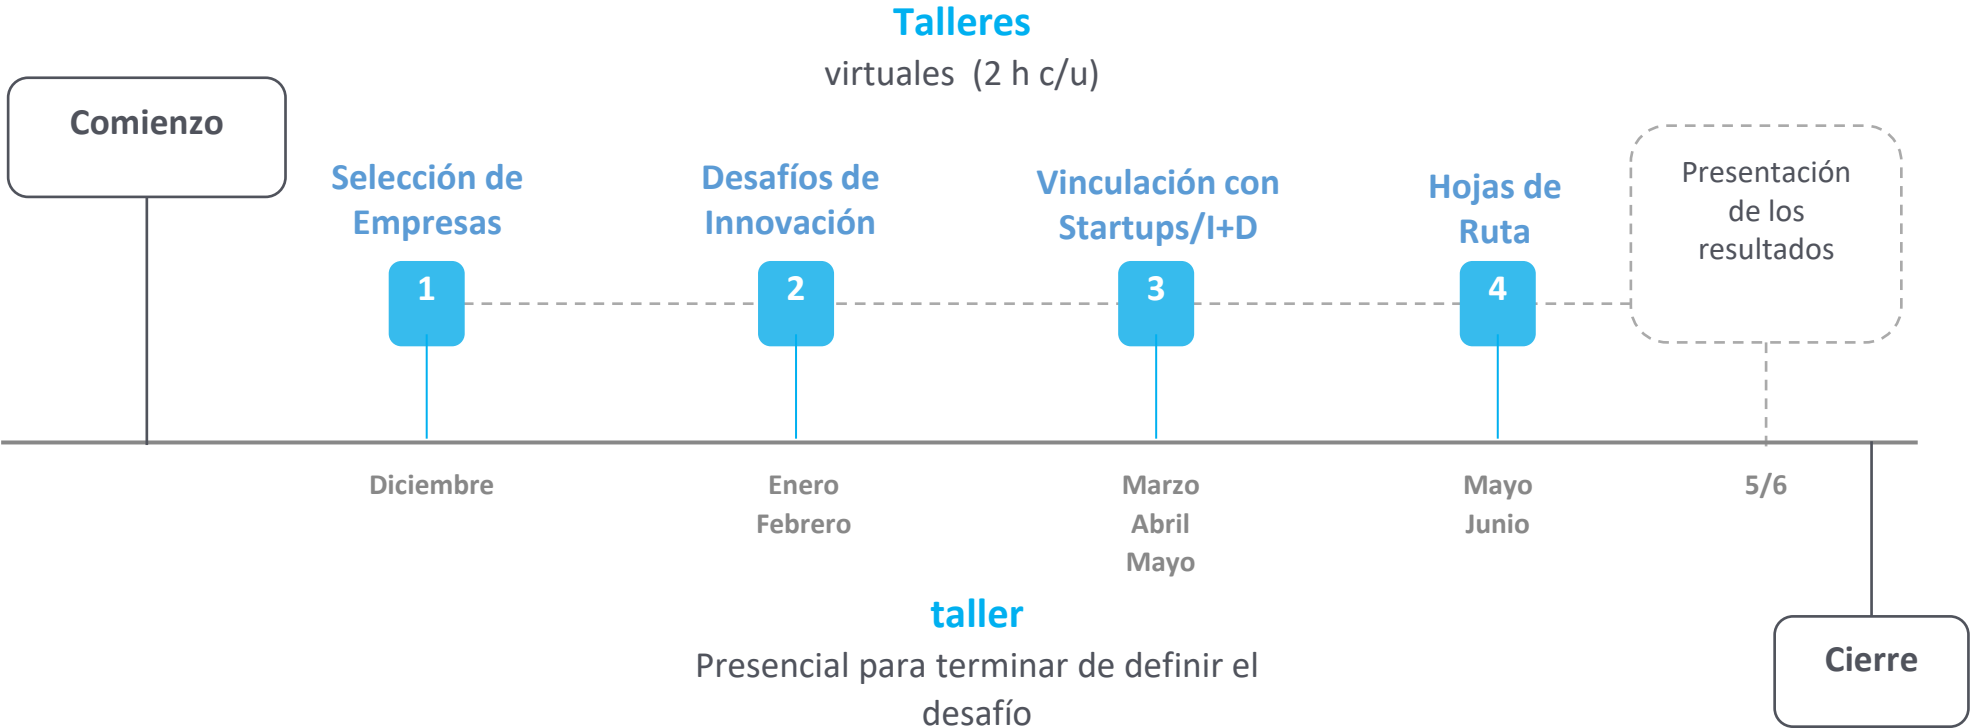 Talleres
virtuales (2 h c/u)
Comienzo
Selección de
Empresas
Desafíos de
Innovación
Vinculación con
Startups/I+D
Hojas de
Ruta
Presentación
de los
resultados
1
2
3
4
Diciembre
Enero
Febrero
Marzo
Abril
Mayo
Mayo
Junio
5/6
taller
Presencial para terminar de definir el
desafío
Cierre